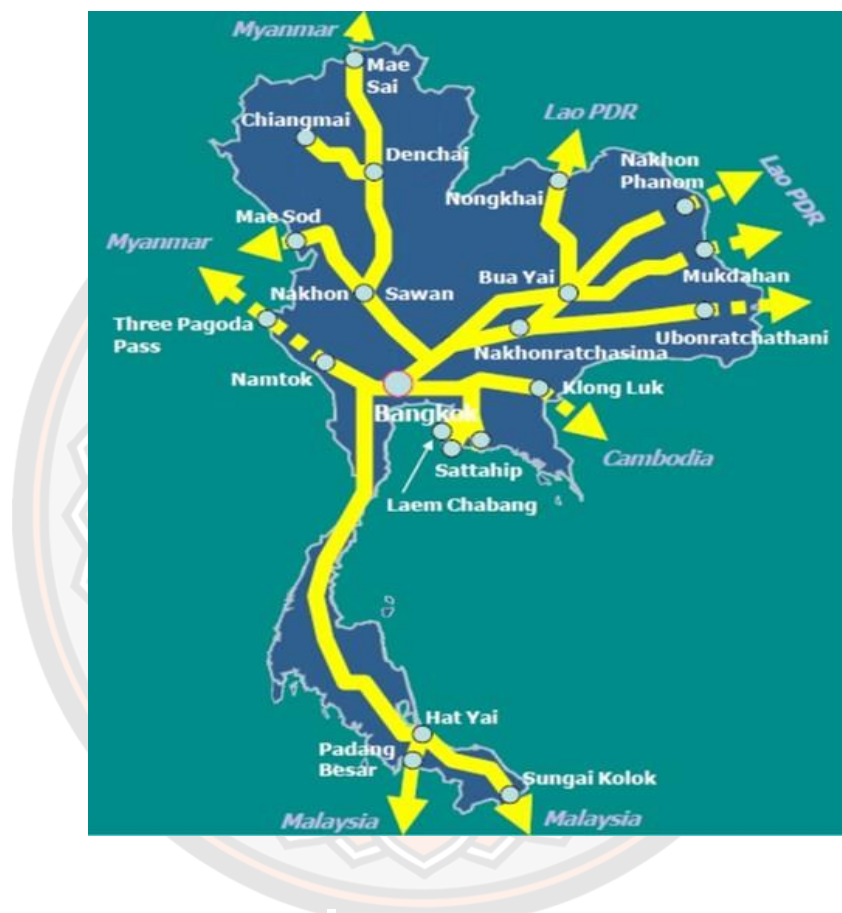 Myanmar
Mae
Sai
Chiangmai
Denchai
Lao PDR
Nakhon
Phanom
Lao PDR
Nongkhai
Mae Sod
Myanmar
Mukdahan
Bua Yai
Nakhon
Sawan
Three Pagoda
Pass
Ubonratchathani
Nakhonratchasima
Namtok
Klong Luk
Bangkok
Cambodia
Sattahip
Laem Chabang
Hat Yai
Padang
Besar
Sungai Kolok
Malaysia
Malaysia